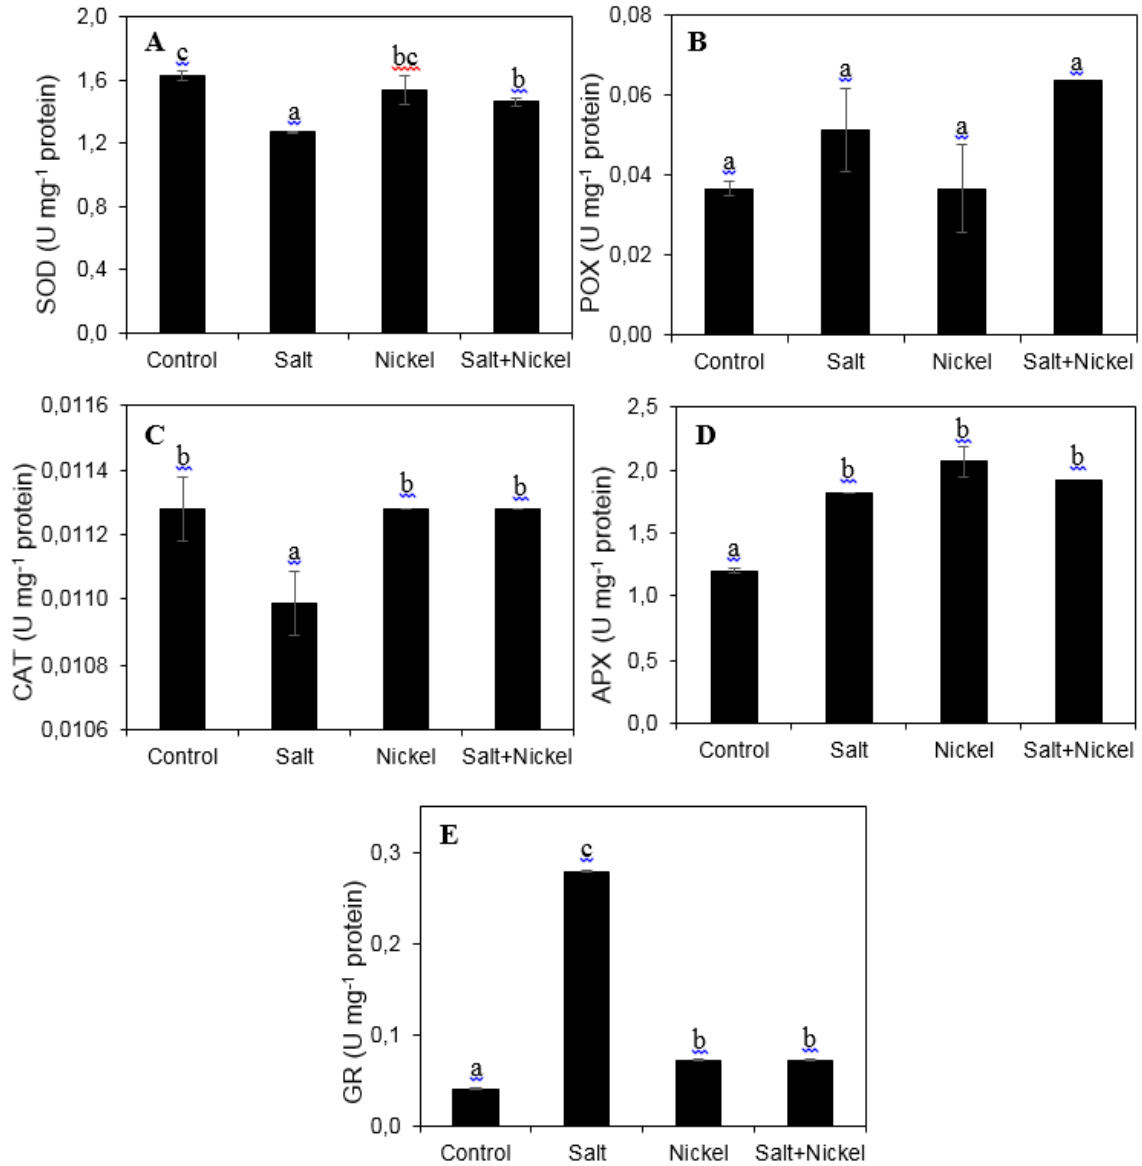 A
SOD (U mg⁻¹ protein)
2,0
1,6
1,2
0,8
0,4
0,0
c
a
bc
b
Control Salt Nickel Salt+Nickel
B
POX (U mg⁻¹ protein)
0,08
0,06
0,04
0,02
0,00
a
a
a
a
Control Salt Nickel Salt+Nickel
C
CAT (U mg⁻¹ protein)
0,0116
0,0114
0,0112
0,0110
0,0108
0,0106
b
a
b
b
Control Salt Nickel Salt+Nickel
D
APX (U mg⁻¹ protein)
2,5
2,0
1,5
1,0
0,5
0,0
a
b
b
b
Control Salt Nickel Salt+Nickel
E
GR (U mg⁻¹ protein)
0,3
0,2
0,1
0,0
a
c
b
b
Control Salt Nickel Salt+Nickel